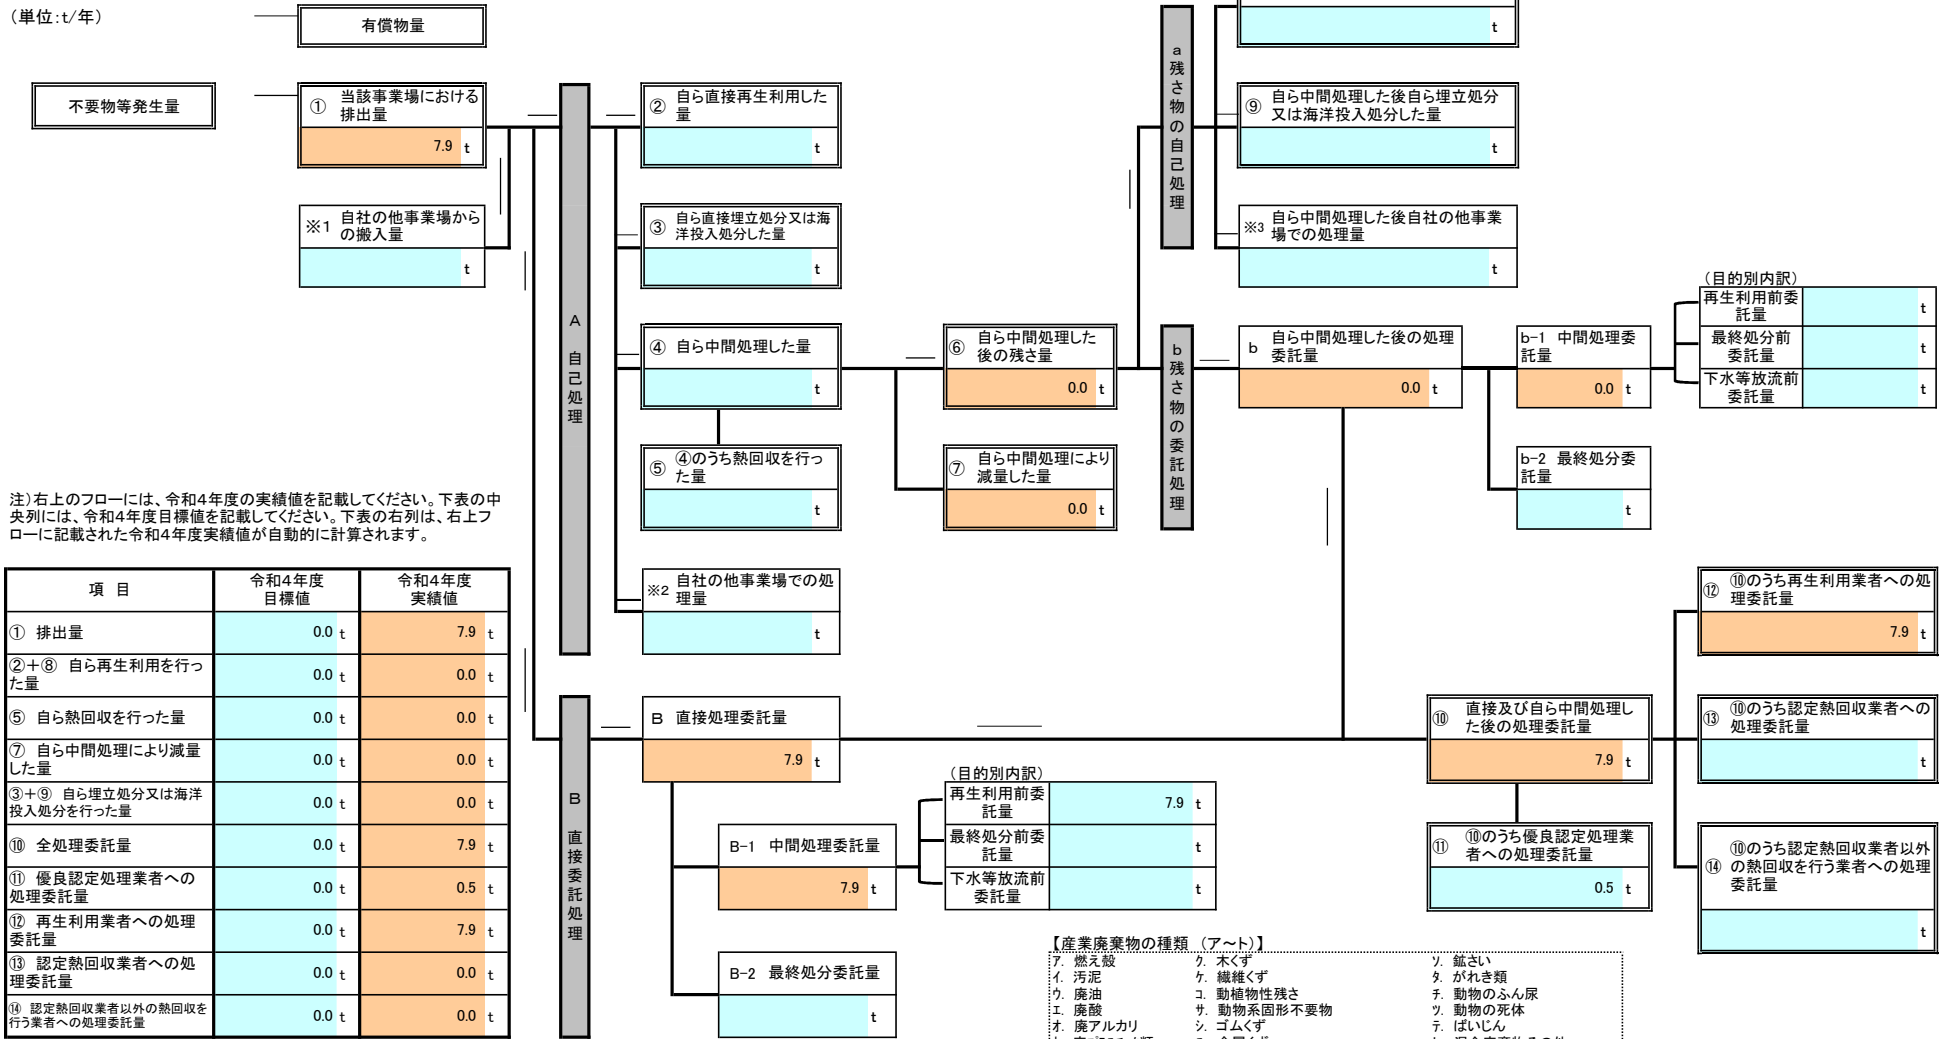 （単位:t/年）
有償物量
t
不要物等発生量
① 当該事業場における
排出量
7.9 t
※1 自社の他事業場から
の搬入量
t
A 自己処理
② 自ら直接再生利用した
量
t
③ 自ら直接埋立処分又は海
洋投入処分した量
t
④ 自ら中間処理した量
t
⑤ ④のうち熱回収を行っ
た量
t
※2 自社の他事業場での処
理量
t
⑥ 自ら中間処理した
後の残さ量
0.0 t
⑦ 自ら中間処理により
減量した量
0.0 t
a 残さ物の自己処理
⑨ 自ら中間処理した後自ら埋立処分
又は海洋投入処分した量
t
※3 自ら中間処理した後自社の他事業
場での処理量
t
b 残さ物の委託処理
b 自ら中間処理した後の処理
委託量
0.0 t
b-1 中間処理委
託量
0.0 t
b-2 最終処分委
託量
t
（目的別内訳）
再生利用前委
託量
t
最終処分前
委託量
t
下水等放流前
委託量
t
注）右上のフローには、令和４年度の実績値を記載してください。下表の中
央列には、令和４年度目標値を記載してください。下表の右列は、右上フ
ローに記載された令和４年度実績値が自動的に計算されます。
項 目 令和４年度 目標値 令和４年度 実績値
① 排出量 0.0 t 7.9 t
②＋⑧ 自ら再生利用を行っ
た量 0.0 t 0.0 t
⑤ 自ら熱回収を行った量 0.0 t 0.0 t
⑦ 自ら中間処理により減量
した量 0.0 t 0.0 t
③＋⑨ 自ら埋立処分又は海洋
投入処分を行った量 0.0 t 0.0 t
⑩ 全処理委託量 0.0 t 7.9 t
⑪ 優良認定処理業者への
処理委託量 0.0 t 0.5 t
⑫ 再生利用業者への処理
委託量 0.0 t 7.9 t
⑬ 認定熱回収業者への処
理委託量 0.0 t 0.0 t
⑭ 認定熱回収業者以外の熱回収を
行う業者への処理委託量 0.0 t 0.0 t
B 直接委託処理
B 直接処理委託量
7.9 t
B-1 中間処理委託量
7.9 t
B-2 最終処分委託量
t
（目的別内訳）
再生利用前委
託量
7.9 t
最終処分前委
託量
t
下水等放流前
委託量
t
⑩ 直接及び自ら中間処理し
た後の処理委託量
7.9 t
⑪ ⑩のうち優良認定処理業
者への処理委託量
0.5 t
⑫ ⑩のうち再生利用業者への処
理委託量
7.9 t
⑬ ⑩のうち認定熱回収業者への
処理委託量
t
⑭ ⑩のうち認定熱回収業者以外
の熱回収を行う業者への処理
委託量
t
【産業廃棄物の種類 （ア～ト）】
ア. 燃え殻 ク. 木くず ソ. 鉱さい
イ. 汚泥 ケ. 繊維くず タ. がれき類
ウ. 廃油 コ. 動植物性残さ チ. 動物のふん尿
エ. 廃酸 サ. 動物系固形不要物 ツ. 動物の死体
オ. 廃アルカリ シ. ゴムくず テ. ばいじん